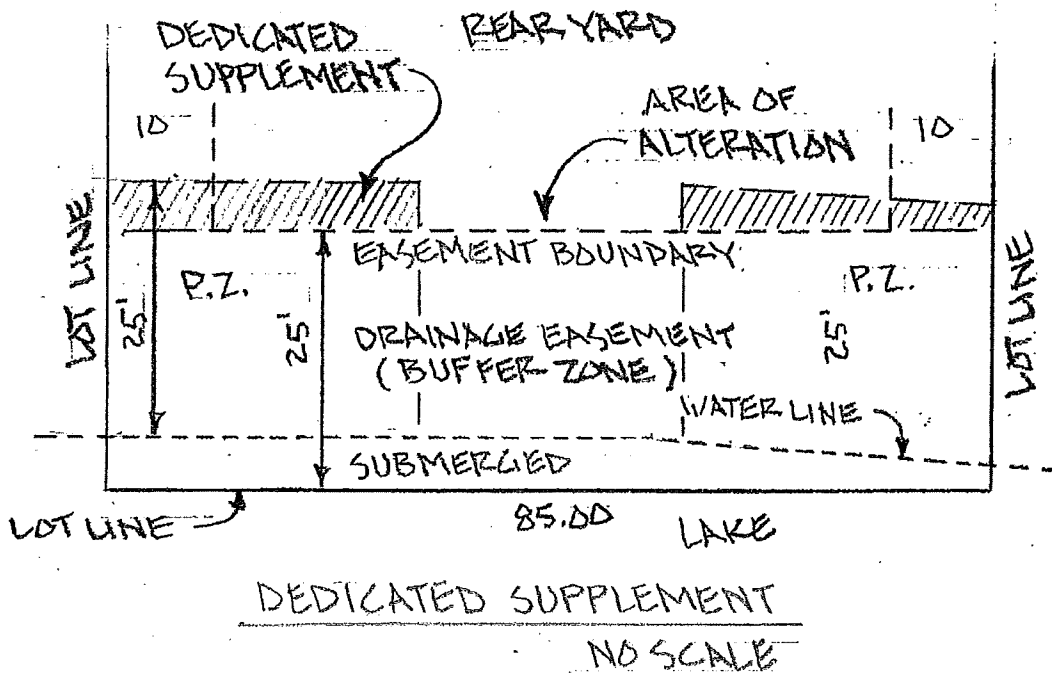 DEDICATED
SUPPLEMENT
REAR YARD
10
AREA OF
ALTERATION
10
LOT LINE
25'
P.Z.
25'
EASEMENT BOUNDARY
DRAINAGE EASEMENT
(BUFFER ZONE)
P.Z.
25'
LOT LINE
WATER LINE
SUBMERGED
LOT LINE
85.00
LAKE
DEDICATED SUPPLEMENT
NO SCALE